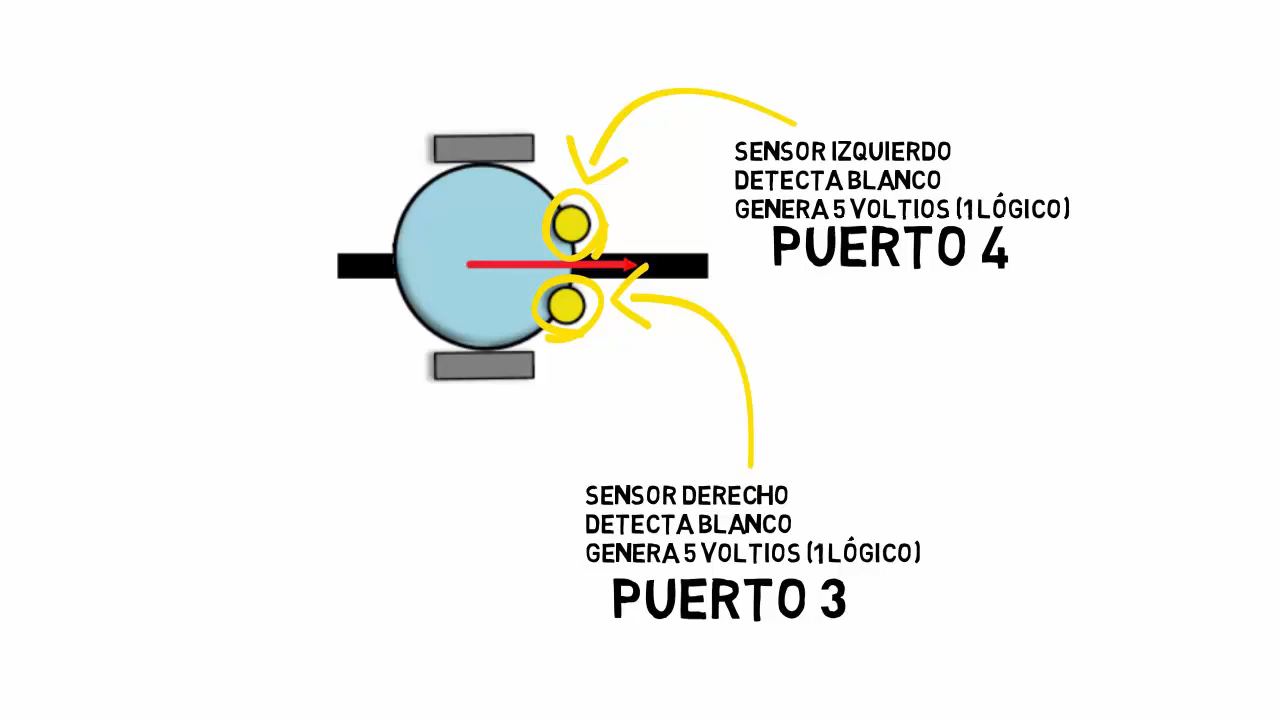 SENSOR IZQUIERDO
DETECTA BLANCO
GENERA 5 VOLTIOS (1 LÓGICO)
PUERTO 4
SENSOR DERECHO
DETECTA BLANCO
GENERA 5 VOLTIOS (1 LÓGICO)
PUERTO 3